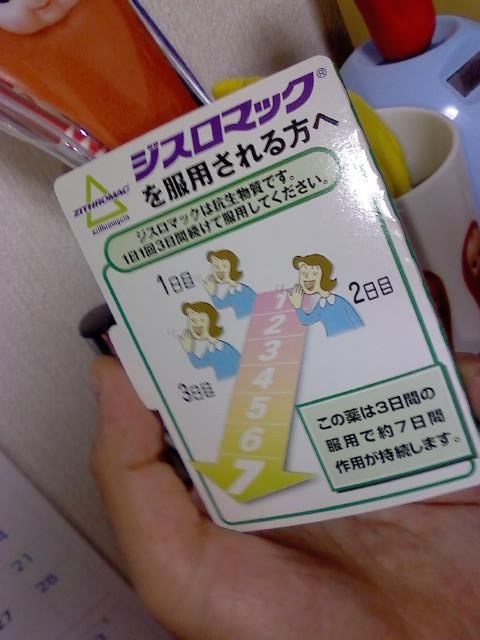 ジスロマック®
を服用される方へ
ZITHROMAC®
azithromycin
ジスロマックは抗生物質です。
1日1回3日間続けて服用してください。
1日目
2日目
3日目
1
2
3
4
5
6
7
この薬は3日間の
服用で約7日間
作用が持続します。
21
28
27